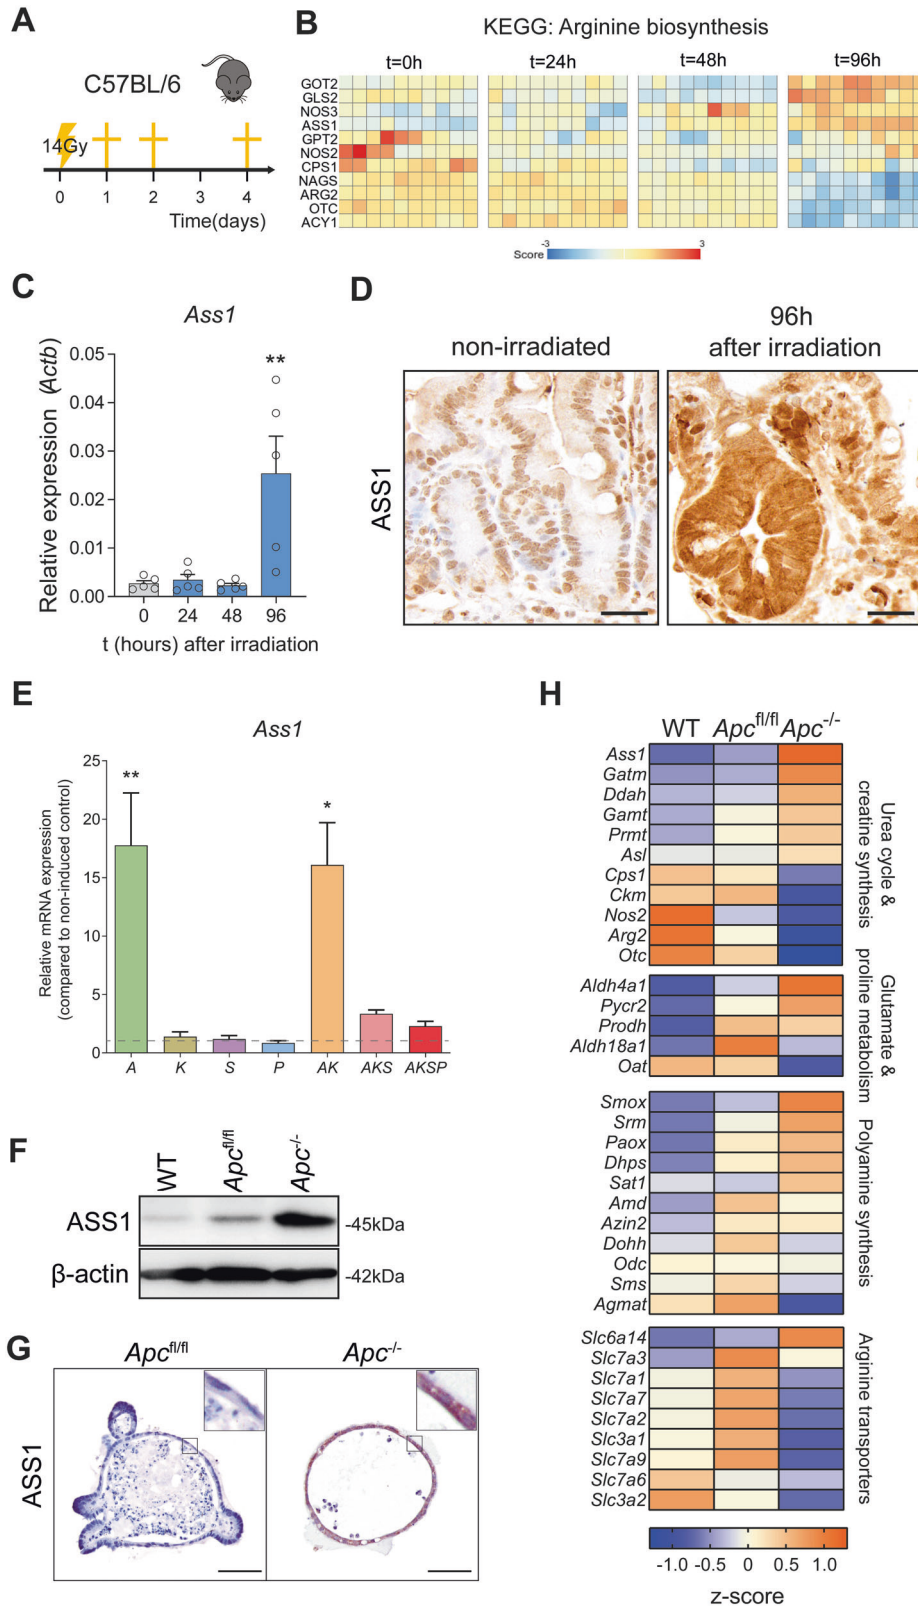 A
C57BL/6
14Gy
0 1 2 3 4
Time(days)
B
KEGG: Arginine biosynthesis
t=0h t=24h t=48h t=96h
GOT2
GLS2
NOS3
ASS1
GPT2
NOS2
CPS1
NAGS
ARG2
OTC
ACY1
Score -3 3
C
Ass1
Relative expression (Actb)
0.05
0.04
0.03
0.02
0.01
0.00
**
0 24 48 96
t (hours) after irradiation
D
non-irradiated
96h
after irradiation
ASS1
E
Ass1
Relative mRNA expression
(compared to non-induced control)
25
20
15
10
5
0
**
*
A K S P AK AKS AKSP
F
WT Apcfl/fl Apc-/-
ASS1 -45kDa
β-actin -42kDa
G
Apcfl/fl Apc-/-
ASS1
H
WT Apcfl/fl Apc-/-
Ass1
Gatm
Ddah
Gamt
Prmt
Asl
Cps1
Ckm
Nos2
Arg2
Otc
Urea cycle &
creatine synthesis
Aldh4a1
Pycr2
Prodh
Aldh18a1
Oat
Glutamate &
proline metabolism
Smox
Srm
Paox
Dhps
Sat1
Amd
Azin2
Dohh
Odc
Sms
Agmat
Polyamine synthesis
Slc6a14
Slc7a3
Slc7a1
Slc7a7
Slc7a2
Slc3a1
Slc7a9
Slc7a6
Slc3a2
Arginine transporters
-1.0 -0.5 0 0.5 1.0
z-score